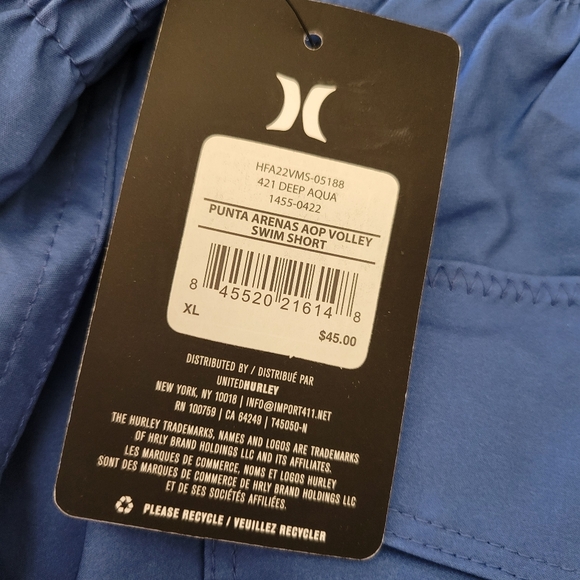 HFA22VMS-05188
421 DEEP AQUA
1455-0422
PUNTA ARENAS AOP VOLLEY
SWIM SHORT
8 45520 21614 8
XL
$45.00
DISTRIBUTED BY / DISTRIBUÉ PAR
UNITEDHURLEY
NEW YORK, NY 10018 | INFO@IMPORT411.NET
RN 100759 | CA 64249 | T45050-N
THE HURLEY TRADEMARKS, NAMES AND LOGOS ARE TRADEMARKS
OF HRLY BRAND HOLDINGS LLC AND ITS AFFILIATES.
LES MARQUES DE COMMERCE, NOMS ET LOGOS HURLEY
SONT DES MARQUES DE COMMERCE DE HRLY BRAND HOLDINGS LLC
ET DE SES SOCIÉTÉS AFFILIÉES.
PLEASE RECYCLE / VEUILLEZ RECYCLER